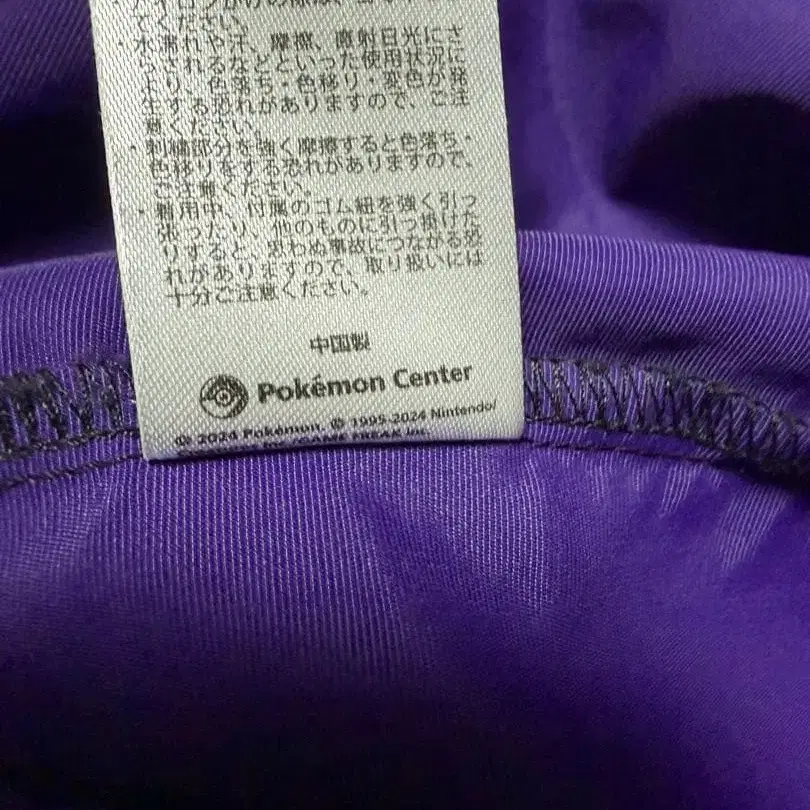 てください。
・水濡れや汗、摩擦、直射日光にさ
らされるなどといった使用状況に
より、色落ち・色移り・変色が発
生する恐れがありますので、ご注
意ください。
・刺繍部分を強く摩擦すると色落ち・
色移りをする恐れがありますので、
ご注意ください。
・着用中、付属のゴム紐を強く引っ
張ったり、他のものに引っ掛けた
りすると、思わぬ事故につながる恐
れがありますので、取り扱いには
十分ご注意ください。
中国製
Pokémon Center
© 2024 Pokémon. © 1995-2024 Nintendo/
/GAME FREAK inc.